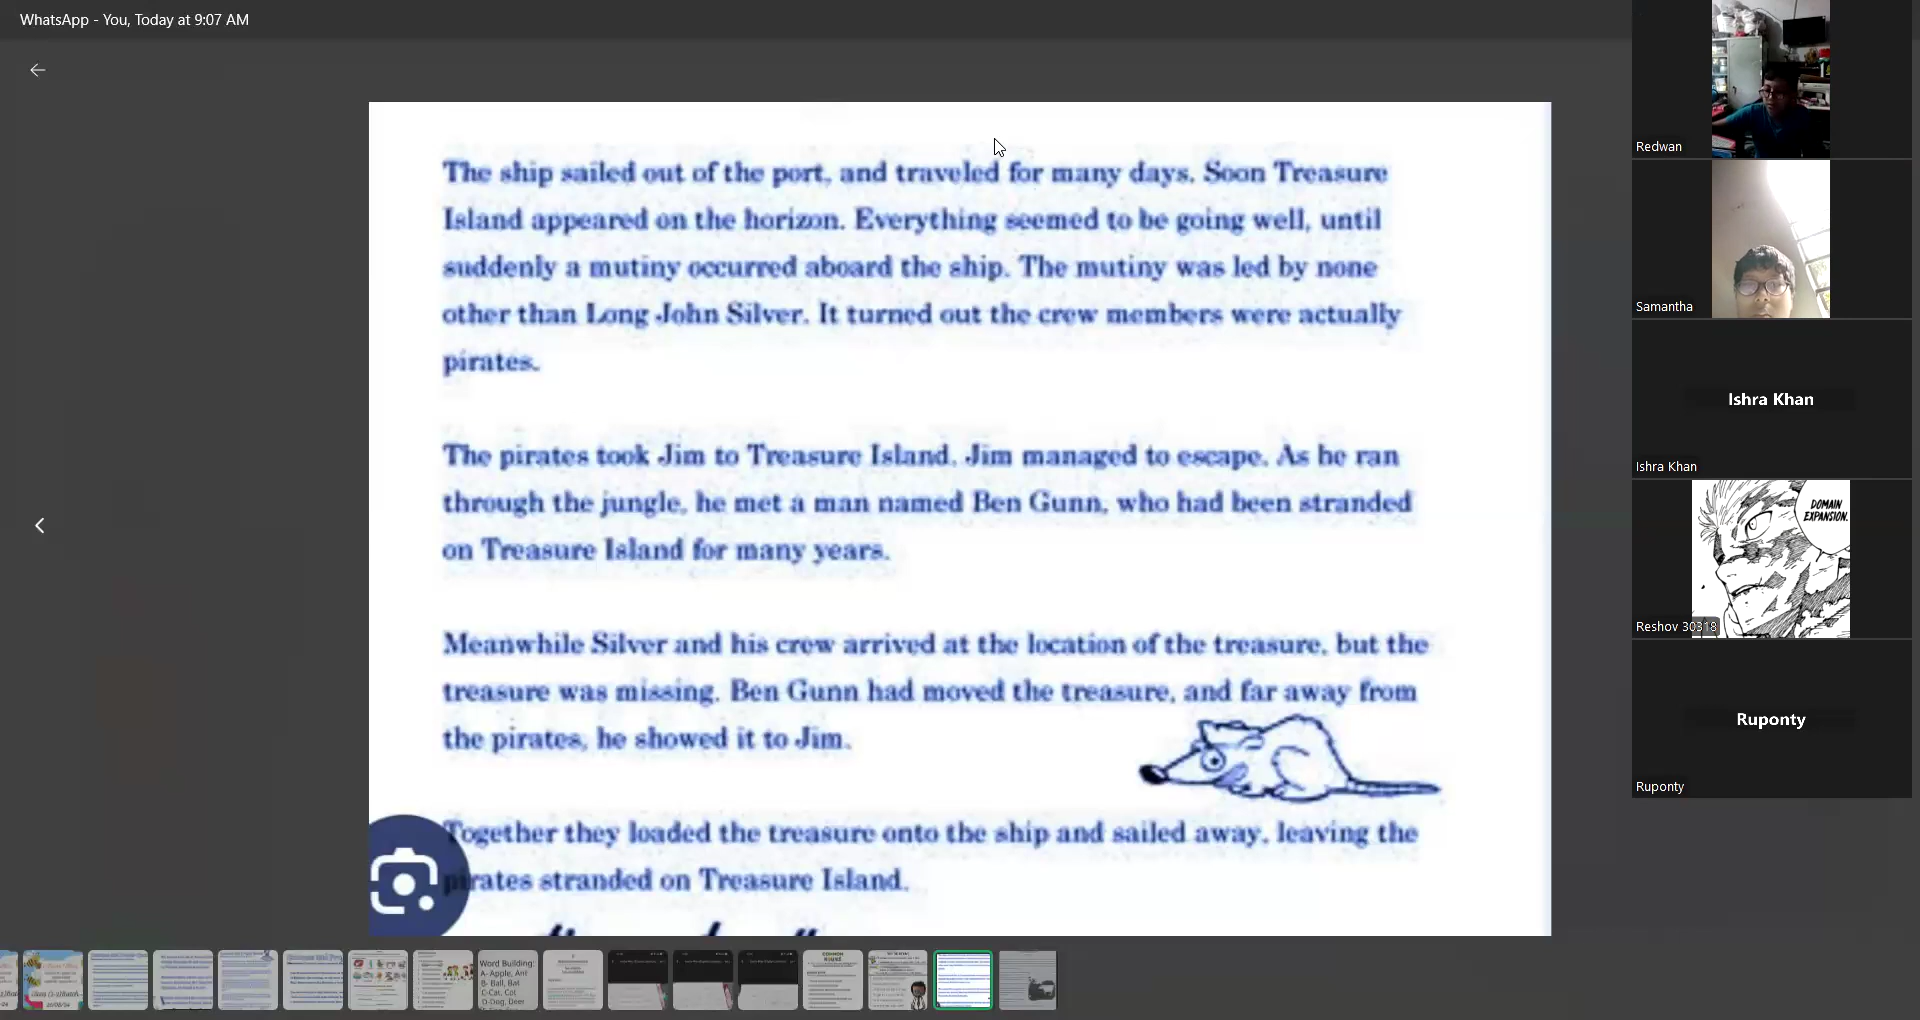 WhatsApp - You, Today at 9:07 AM
The ship sailed out of the port, and traveled for many days. Soon Treasure
Island appeared on the horizon. Everything seemed to be going well, until
suddenly a mutiny occurred aboard the ship. The mutiny was led by none
other than Long John Silver. It turned out the crew members were actually
pirates.
The pirates took Jim to Treasure Island. Jim managed to escape. As he ran
through the jungle, he met a man named Ben Gunn, who had been stranded
on Treasure Island for many years.
Meanwhile Silver and his crew arrived at the location of the treasure, but the
treasure was missing. Ben Gunn had moved the treasure, and far away from
the pirates, he showed it to Jim.
Together they loaded the treasure onto the ship and sailed away, leaving the
pirates stranded on Treasure Island.
Redwan
Samantha
Ishra Khan
Ishra Khan
DOMAIN
EXPANSION.
Reshov 30318
Ruponty
Ruponty
Word Building:
A- Apple, Ant
B- Ball, Bat
C-Cat, Cot
D-Dog, Deer